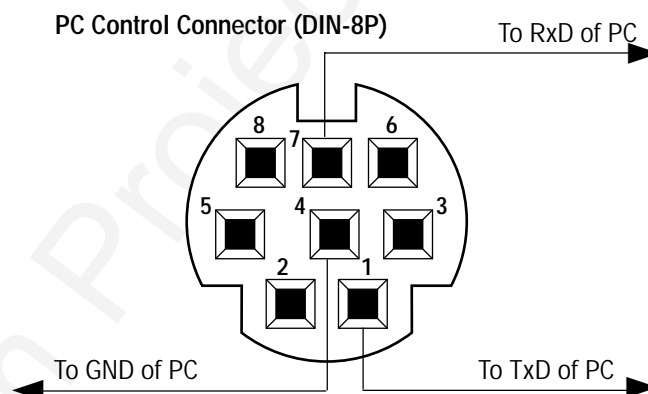 PC Control Connector (DIN-8P)
To RxD of PC
8 7 6
5 4 3
2 1
To GND of PC
To TxD of PC